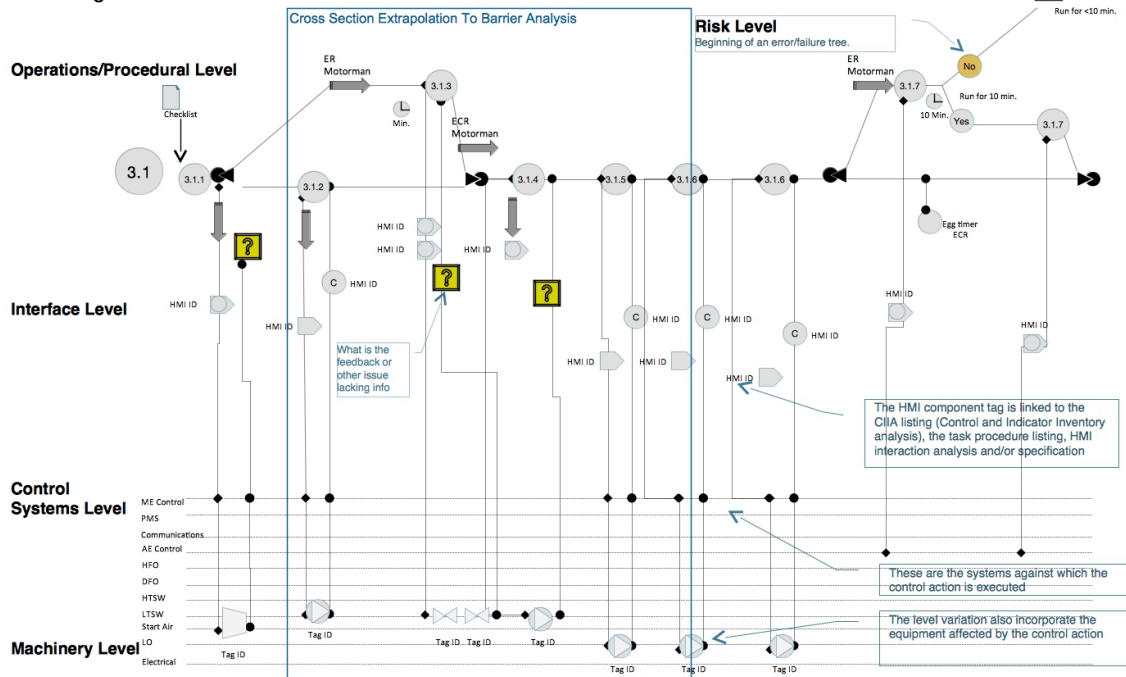 Cross Section Extrapolation To Barrier Analysis
Risk Level
Beginning of an error/failure tree.
Run for <10 min.
Operations/Procedural Level
Checklist
ER
Motorman
3.1.3
Min.
ECR
Motorman
ER
Motorman
3.1.7
No
10 Min.
Run for 10 min.
Yes
3.1.7
3.1
3.1.1
3.1.2
3.1.4
3.1.5
3.1.6
3.1.6
Egg timer
ECR
?
?
?
HMI ID
HMI ID
HMI ID
Interface Level
HMI ID
C
HMI ID
HMI ID
What is the
feedback or
other issue
lacking info
C
HMI ID
C
HMI ID
C
HMI ID
HMI ID
HMI ID
HMI ID
HMI ID
HMI ID
The HMI component tag is linked to the
CIIA listing (Control and Indicator Inventory
analysis), the task procedure listing, HMI
interaction analysis and/or specification
Control
Systems Level
ME Control
PMS
Communications
AE Control
HFO
DFO
HTSW
LTSW
Start Air
LO
Electrical
These are the systems against which the
control action is executed
The level variation also incorporate the
equipment affected by the control action
Machinery Level
Tag ID
Tag ID
Tag ID
Tag ID
Tag ID
Tag ID
Tag ID
Tag ID